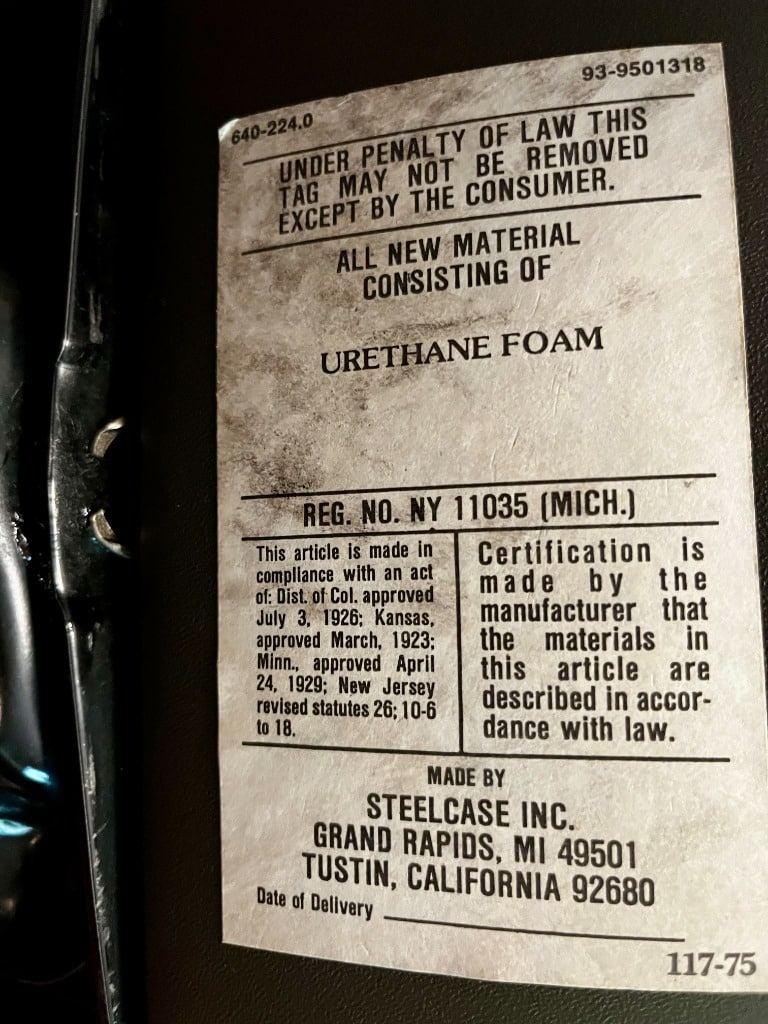 93-9501318
640-224.0
UNDER PENALTY OF LAW THIS
TAG MAY NOT BE REMOVED
EXCEPT BY THE CONSUMER.
ALL NEW MATERIAL
CONSISTING OF
URETHANE FOAM
REG. NO. NY 11035 (MICH.)
This article is made in
compliance with an act
of: Dist. of Col. approved
July 3, 1926; Kansas,
approved March, 1923;
Minn., approved April
24, 1929; New Jersey
revised statutes 26; 10-6
to 18.
Certification is
made by the
manufacturer that
the materials in
this article are
described in accor-
dance with law.
MADE BY
STEELCASE INC.
GRAND RAPIDS, MI 49501
TUSTIN, CALIFORNIA 92680
Date of Delivery
117-75